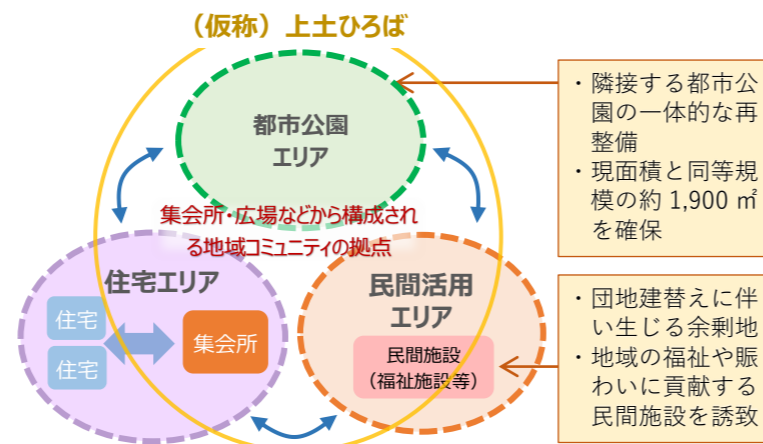 （仮称）上土ひろば
都市公園
エリア
・隣接する都市公
園の一体的な再
整備
・現面積と同等規
模の約 1,900 ㎡
を確保
集会所・広場などから構成され
る地域コミュニティの拠点
住宅エリア
住宅
住宅
集会所
民間活用
エリア
民間施設
（福祉施設等）
・団地建替えに伴
い生じる余剰地
・地域の福祉や賑
わいに貢献する
民間施設を誘致